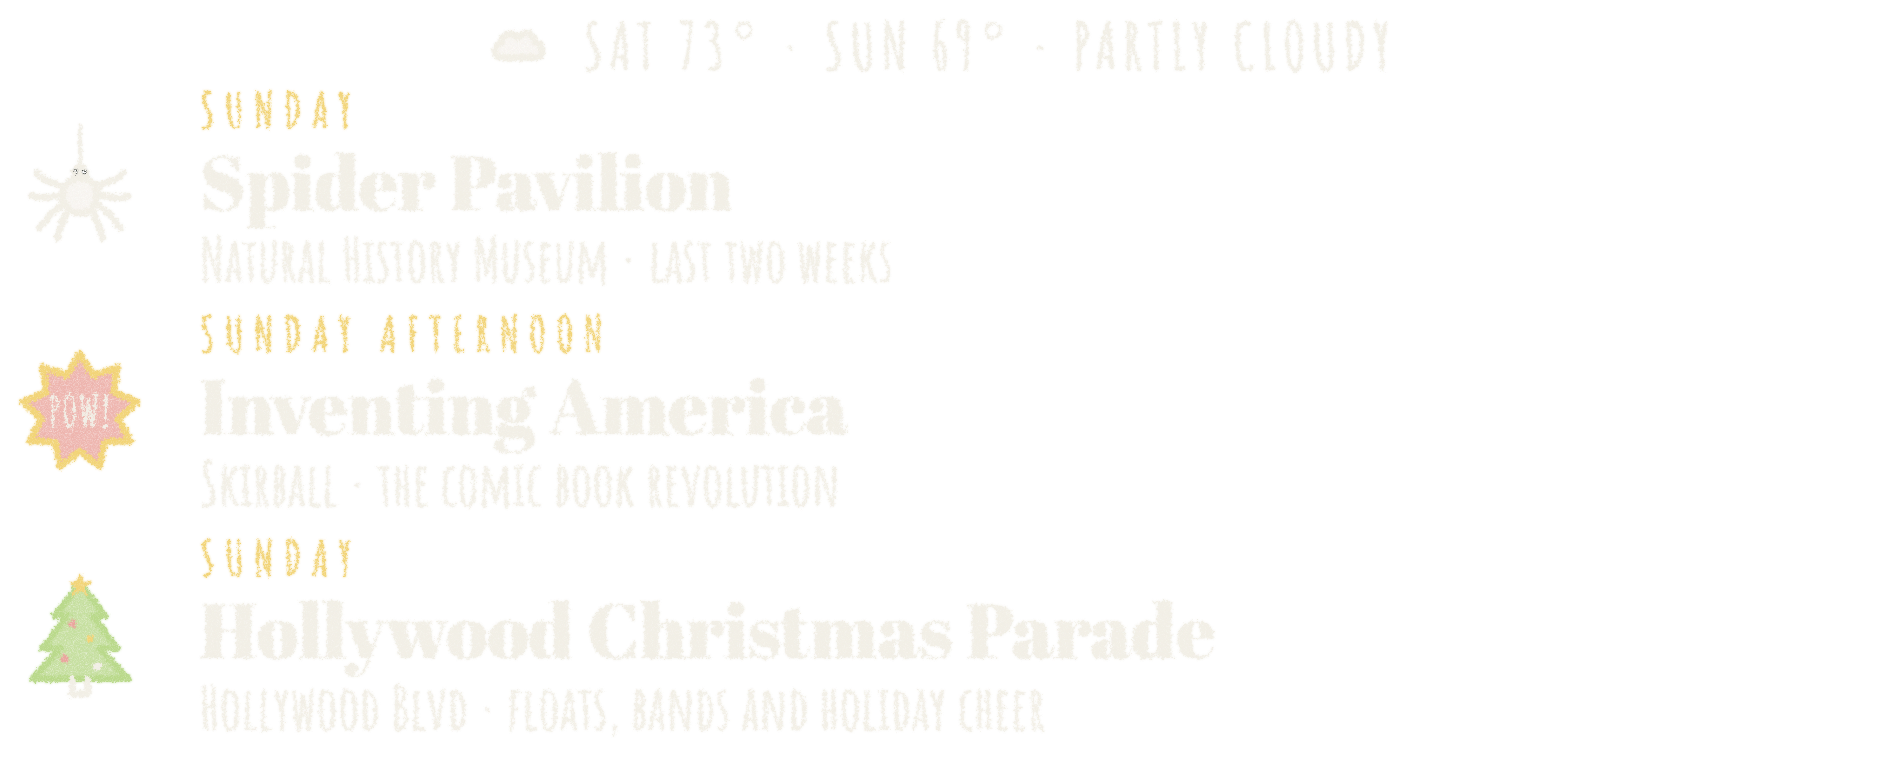 SAT 73° · SUN 69° · PARTLY CLOUDY
SUNDAY
Spider Pavilion
Natural History Museum · last two weeks
SUNDAY AFTERNOON
POW!
Inventing America
Skirball · the comic book revolution
SUNDAY
Hollywood Christmas Parade
Hollywood Blvd · floats, bands and holiday cheer